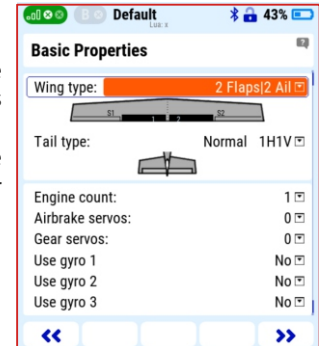 B Default 43%
Lua: x
Basic Properties ?
Wing type: 2 Flaps|2 Ail
S1 1 2 S2
Tail type: Normal 1H1V
Engine count: 1
Airbrake servos: 0
Gear servos: 0
Use gyro 1 No
Use gyro 2 No
Use gyro 3 No
<< >>